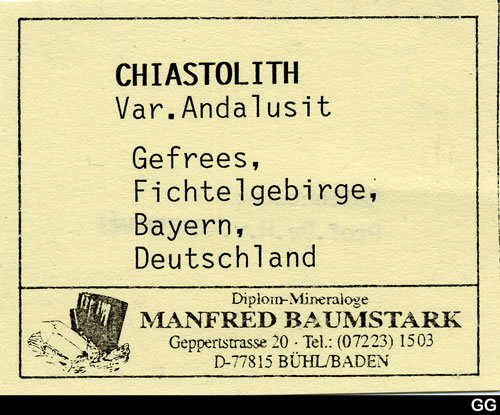 CHIASTOLITH
Var.Andalusit
Gefrees,
Fichtelgebirge,
Bayern,
Deutschland
Diplom-Mineraloge
MANFRED BAUMSTARK
Geppertstrasse 20 · Tel.: (07223) 1503
D-77815 BÜHL/BADEN
GG